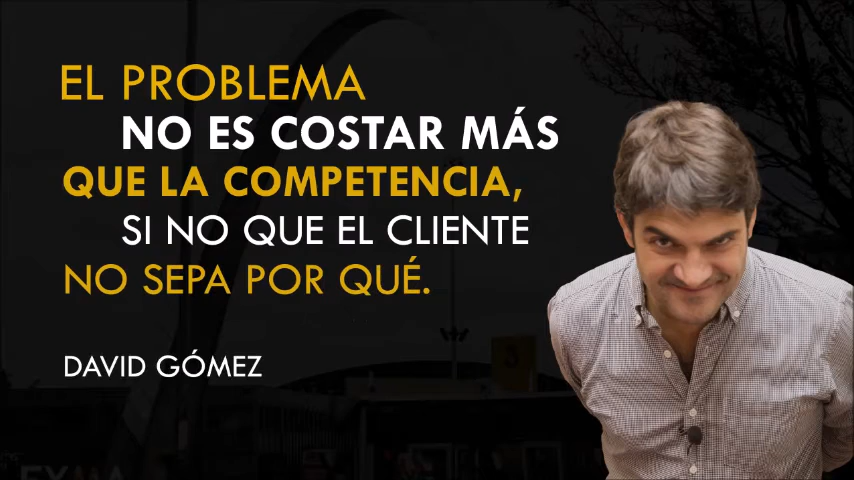 EL PROBLEMA
NO ES COSTAR MÁS
QUE LA COMPETENCIA,
SI NO QUE EL CLIENTE
NO SEPA POR QUÉ.
DAVID GÓMEZ